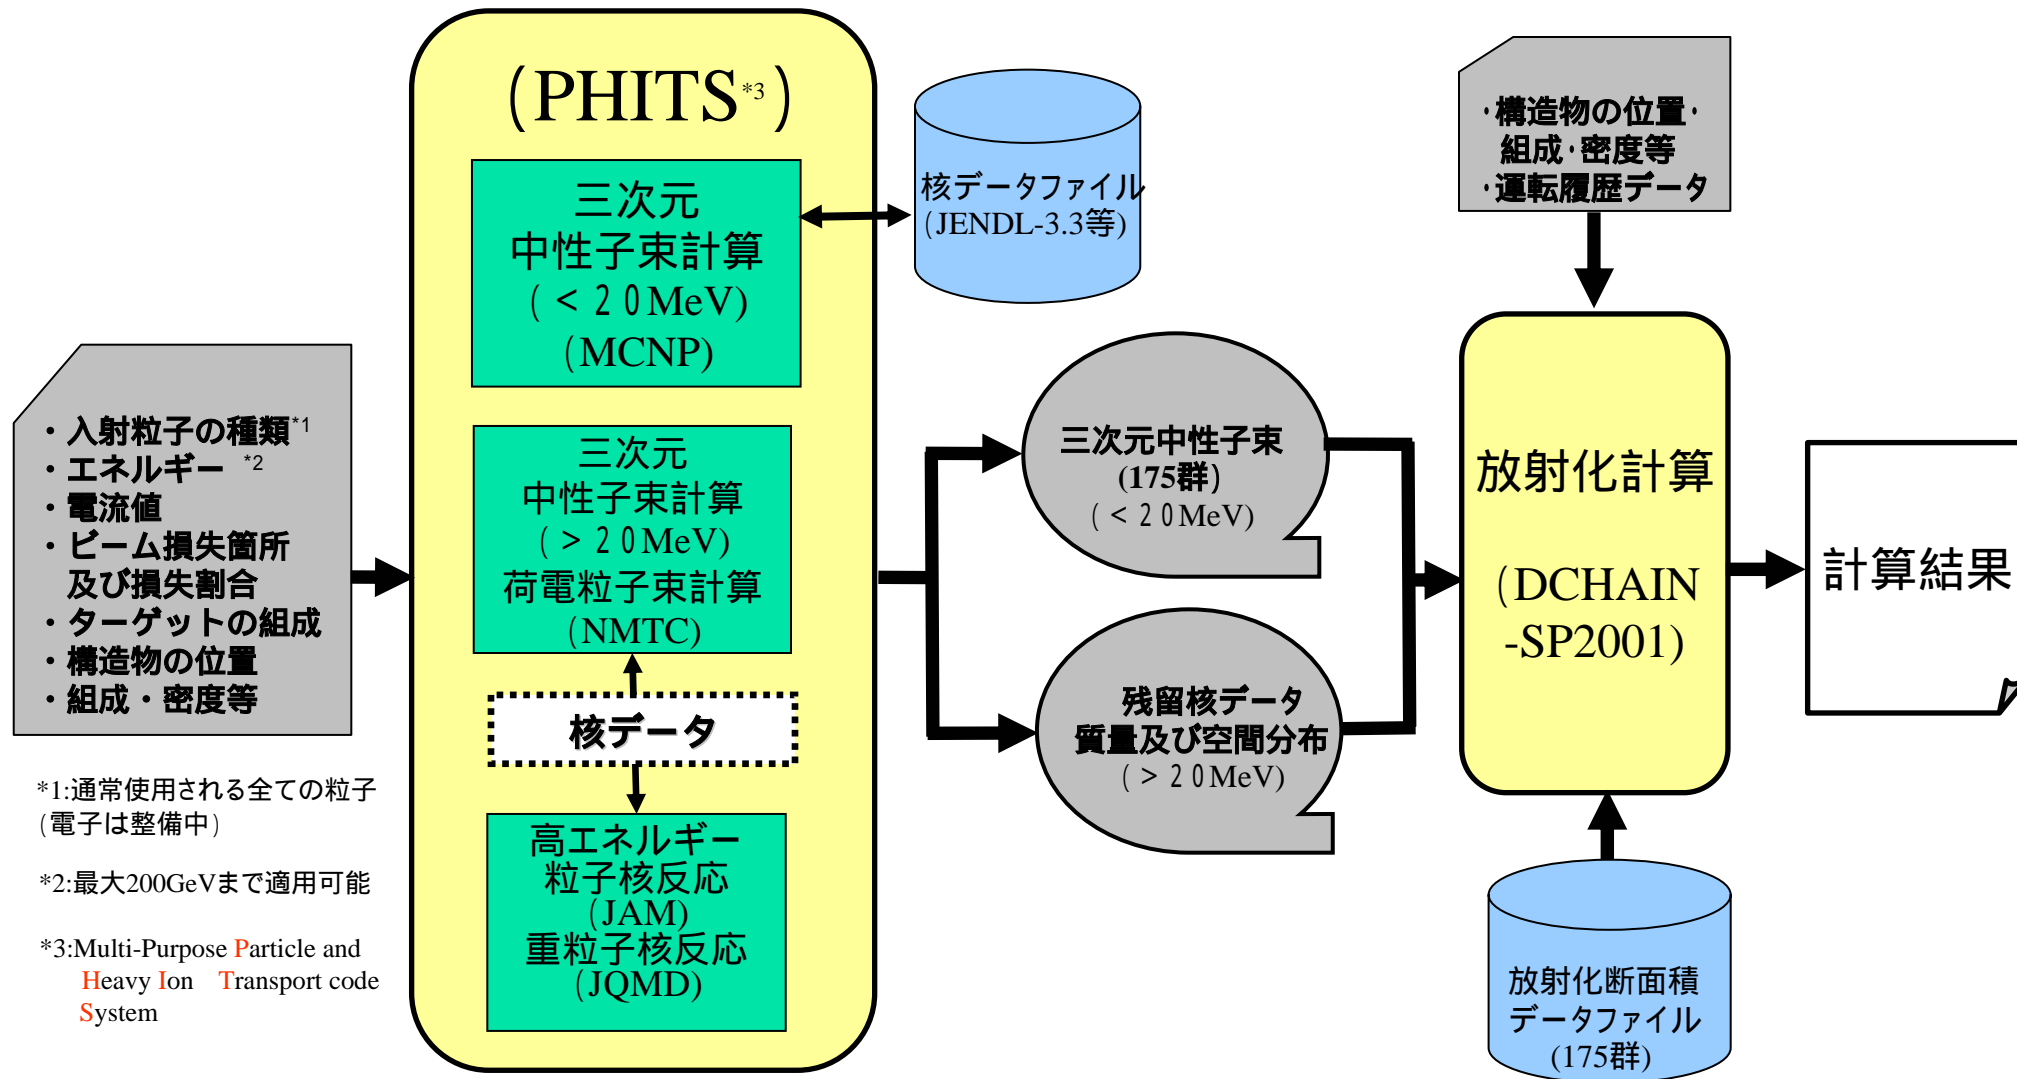 (PHITS*3)
三次元
中性子束計算
(＜２０MeV)
(MCNP)
核データファイル
(JENDL-3.3等)
・構造物の位置・
組成・密度等
・運転履歴データ
・入射粒子の種類*1
・エネルギー *2
・電流値
・ビーム損失箇所
及び損失割合
・ターゲットの組成
・構造物の位置
・組成・密度等
三次元
中性子束計算
(＞２０MeV)
荷電粒子束計算
(NMTC)
核データ
高エネルギー
粒子核反応
(JAM)
重粒子核反応
(JQMD)
三次元中性子束
(175群)
(＜２０MeV)
残留核データ
質量及び空間分布
(＞２０MeV)
放射化計算
(DCHAIN
-SP2001)
計算結果
放射化断面積
データファイル
(175群)
*1:通常使用される全ての粒子
(電子は整備中)
*2:最大200GeVまで適用可能
*3:Multi-Purpose Particle and
Heavy Ion Transport code
System